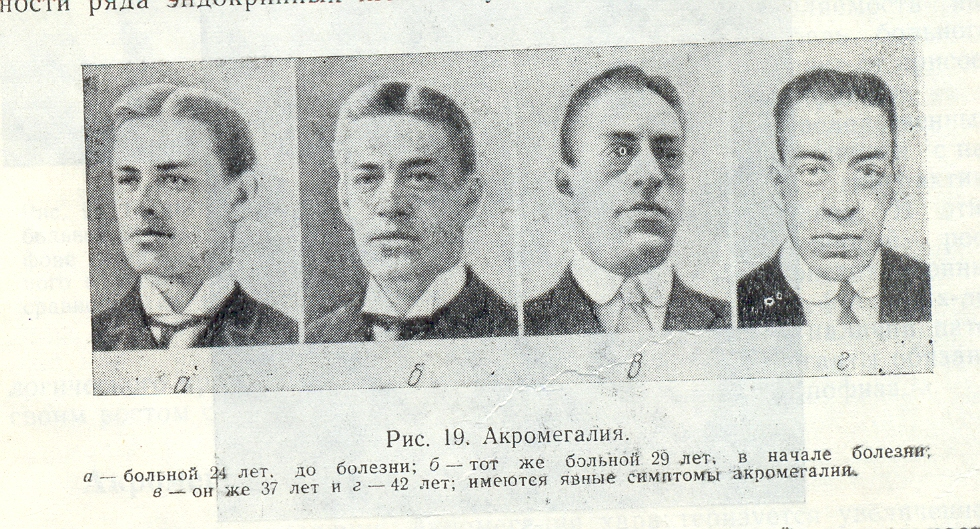 ности ряда эндокринных
а б в г
Рис. 19. Акромегалия.
а — больной 24 лет. до болезни; б — тот же больной 29 лет, в начале болезни;
в — он же 37 лет и г — 42 лет; имеются явные симптомы акромегалии.